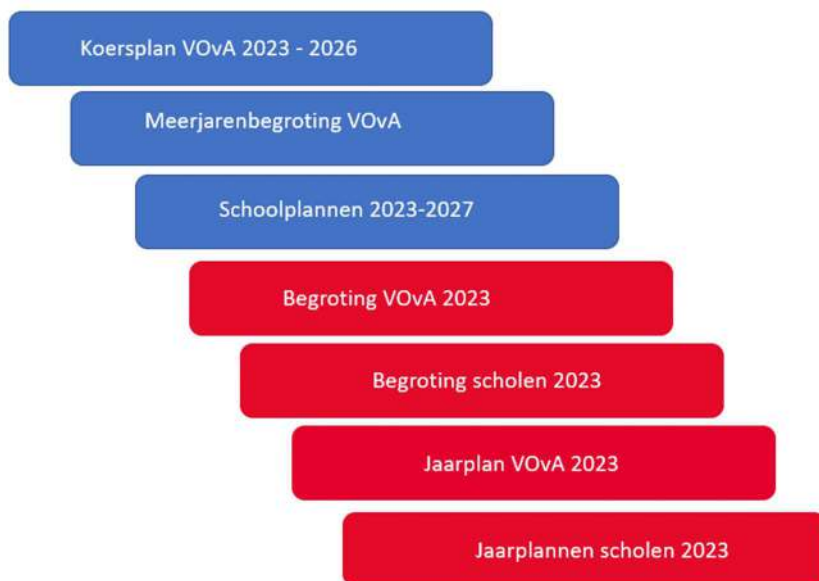 Koersplan VOvA 2023 - 2026
Meerjarenbegroting VOvA
Schoolplannen 2023-2027
Begroting VOvA 2023
Begroting scholen 2023
Jaarplan VOvA 2023
Jaarplannen scholen 2023